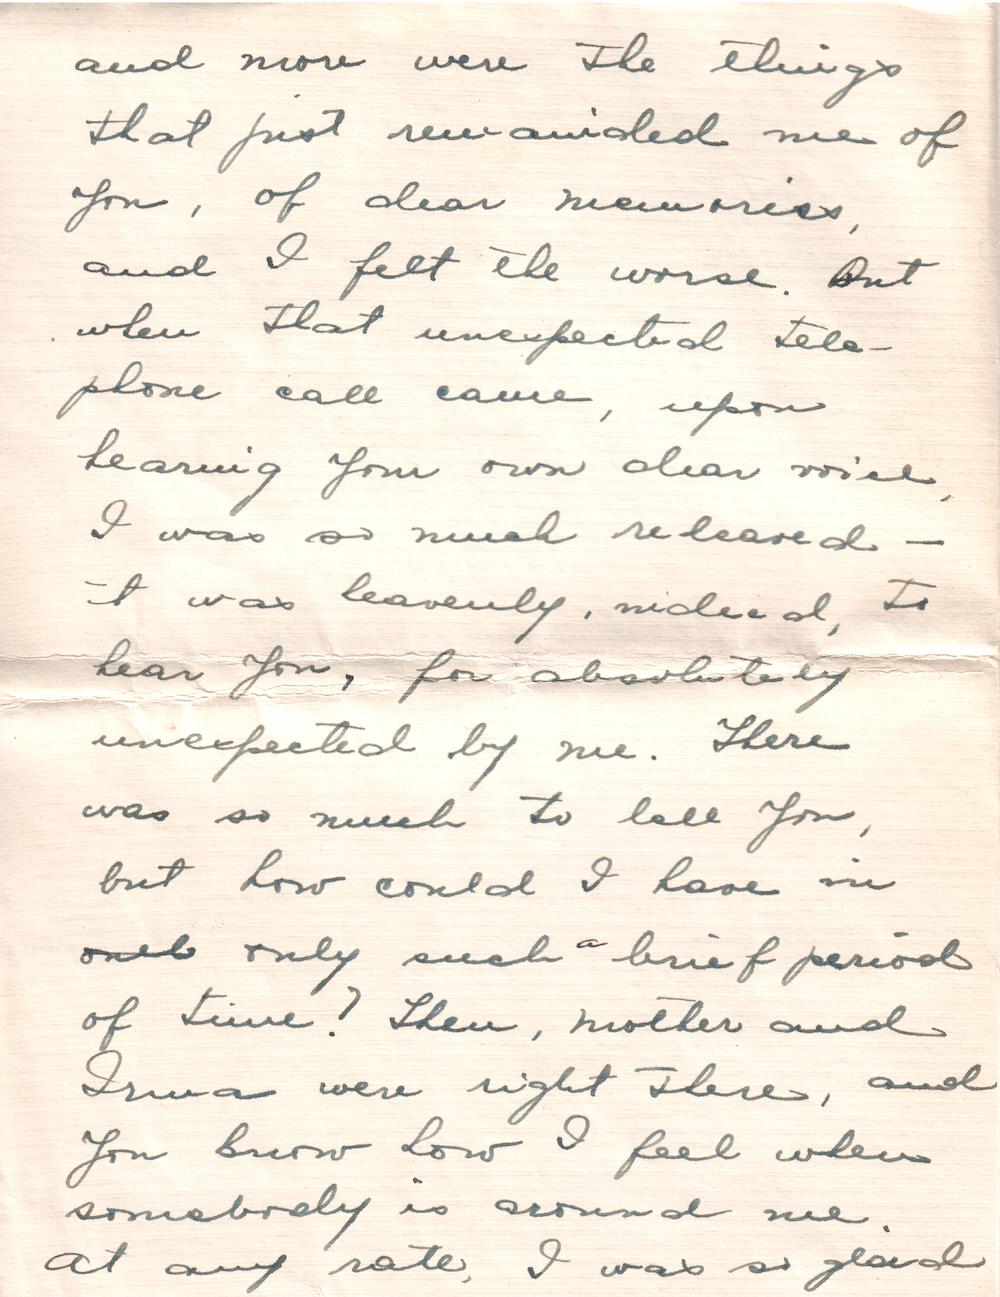 and more were the things
that just remainded me of
You, of dear memories,
and I felt the worse. But
when that unexpected tele-
phone call came, upon
hearing Your own dear voice,
I was so much releaved —
it was heavenly, indeed, to
hear You, for absolutely
unexpected by me. There
was so much to tell You,
but how could I have in
only such a brief period
of time? Then, mother and
Irma were right there, and
You know how I feel when
somebody is around me.
At any rate, I was so glad